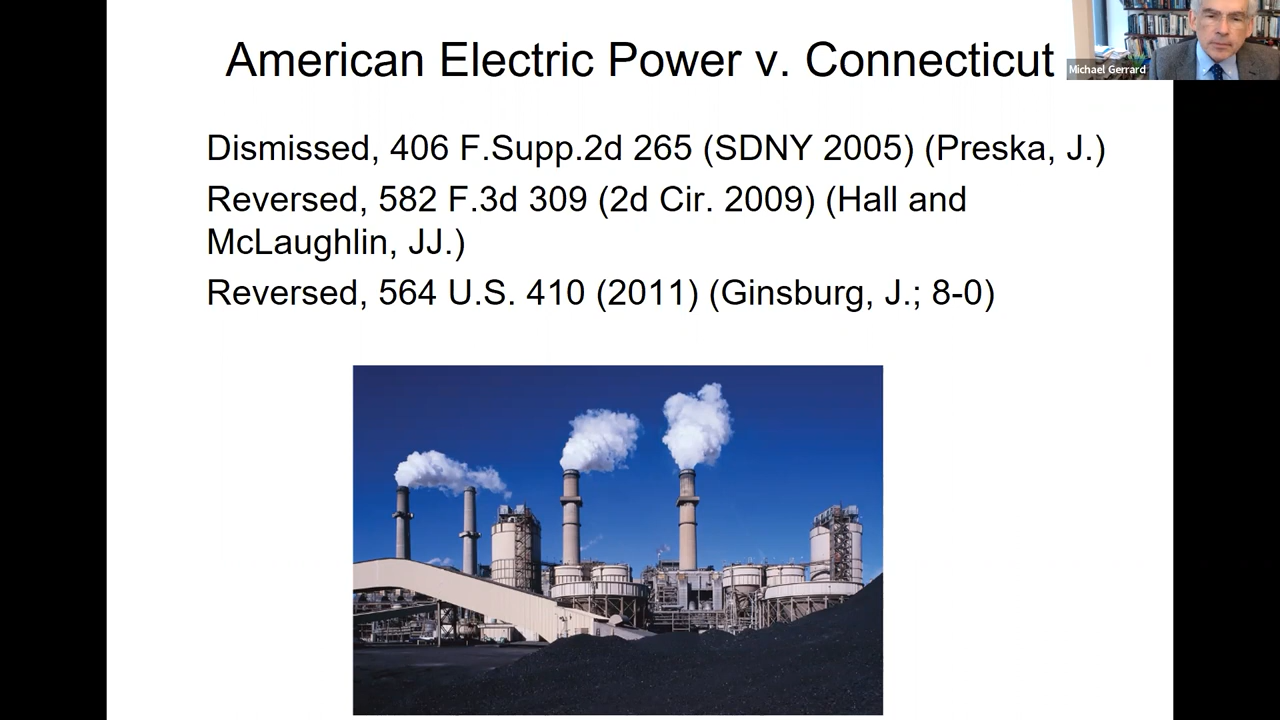 American Electric Power v. Connecticut
Michael Gerrard
Dismissed, 406 F.Supp.2d 265 (SDNY 2005) (Preska, J.)
Reversed, 582 F.3d 309 (2d Cir. 2009) (Hall and
McLaughlin, JJ.)
Reversed, 564 U.S. 410 (2011) (Ginsburg, J.; 8-0)